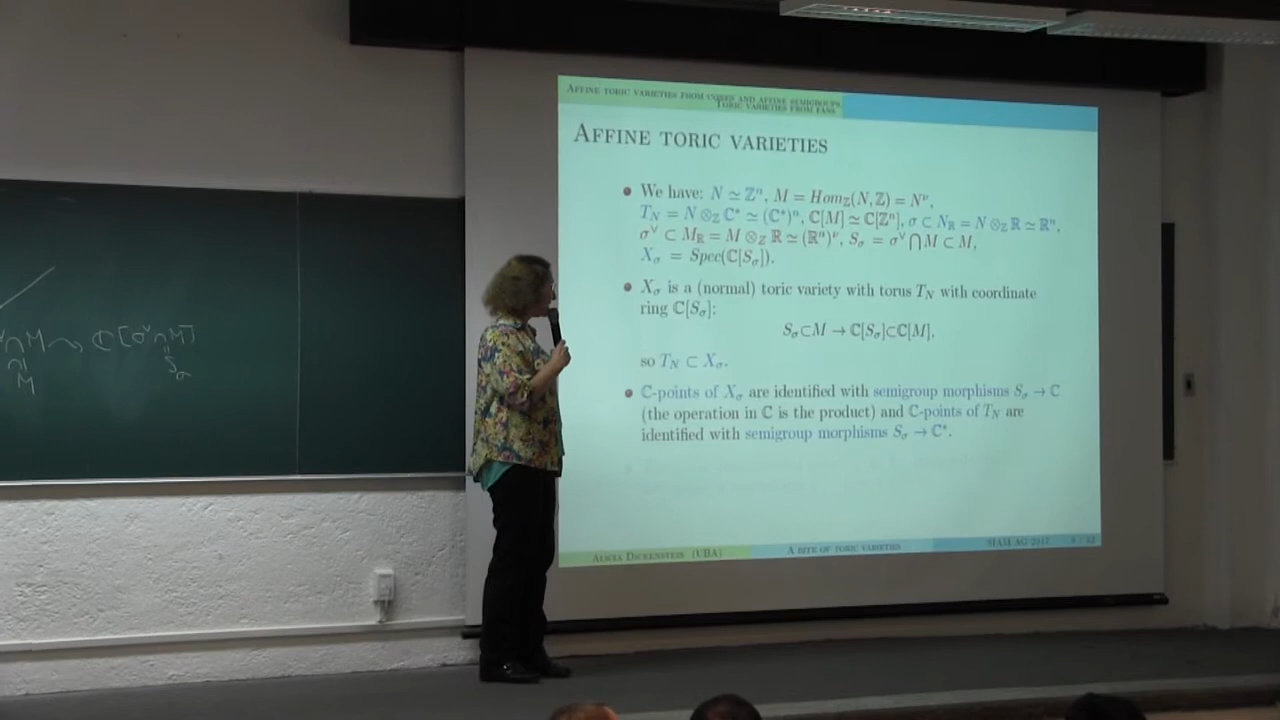 AFFINE TORIC VARIETIES FROM CONES AND AFFINE SEMIGROUPS
TORIC VARIETIES FROM FANS
AFFINE TORIC VARIETIES
• We have: N ≃ ℤⁿ, M = Hom_ℤ(N, ℤ) = N^ν,
T_N = N ⊗_ℤ ℂ* ≃ (ℂ*)ⁿ, ℂ[M] ≃ ℂ[ℤⁿ], σ ⊂ N_ℝ = N ⊗_ℤ ℝ ≃ ℝⁿ,
σ^∨ ⊂ M_ℝ = M ⊗_ℤ ℝ ≃ (ℝⁿ)^ν, S_σ = σ^∨ ⋂ M ⊂ M,
X_σ = Spec(ℂ[S_σ]).
• X_σ is a (normal) toric variety with torus T_N with coordinate
ring ℂ[S_σ]:
S_σ ⊂ M → ℂ[S_σ] ⊂ ℂ[M],
so T_N ⊂ X_σ.
• ℂ-points of X_σ are identified with semigroup morphisms S_σ → ℂ
(the operation in ℂ is the product) and ℂ-points of T_N are
identified with semigroup morphisms S_σ → ℂ*.
ALICIA DICKENSTEIN (UBA) A BITE OF TORIC VARIETIES SIAM AG 2017
∩M ⤳ ℂ[σ^∨∩M]
∩|
M
=
S_σ